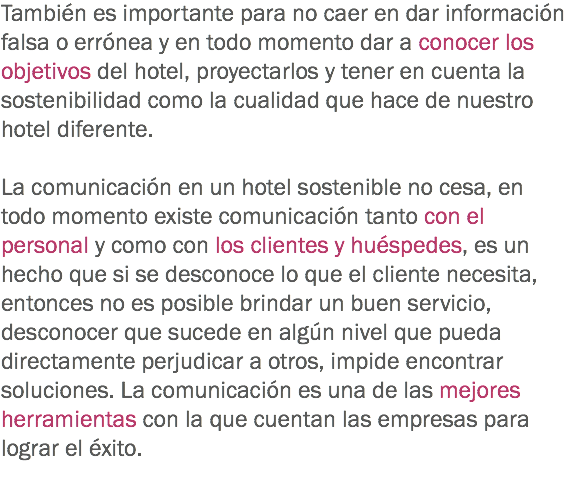 También es importante para no caer en dar información
falsa o errónea y en todo momento dar a conocer los
objetivos del hotel, proyectarlos y tener en cuenta la
sostenibilidad como la cualidad que hace de nuestro
hotel diferente.

La comunicación en un hotel sostenible no cesa, en
todo momento existe comunicación tanto con el
personal y como con los clientes y huéspedes, es un
hecho que si se desconoce lo que el cliente necesita,
entonces no es posible brindar un buen servicio,
desconocer que sucede en algún nivel que pueda
directamente perjudicar a otros, impide encontrar
soluciones. La comunicación es una de las mejores
herramientas con la que cuentan las empresas para
lograr el éxito.